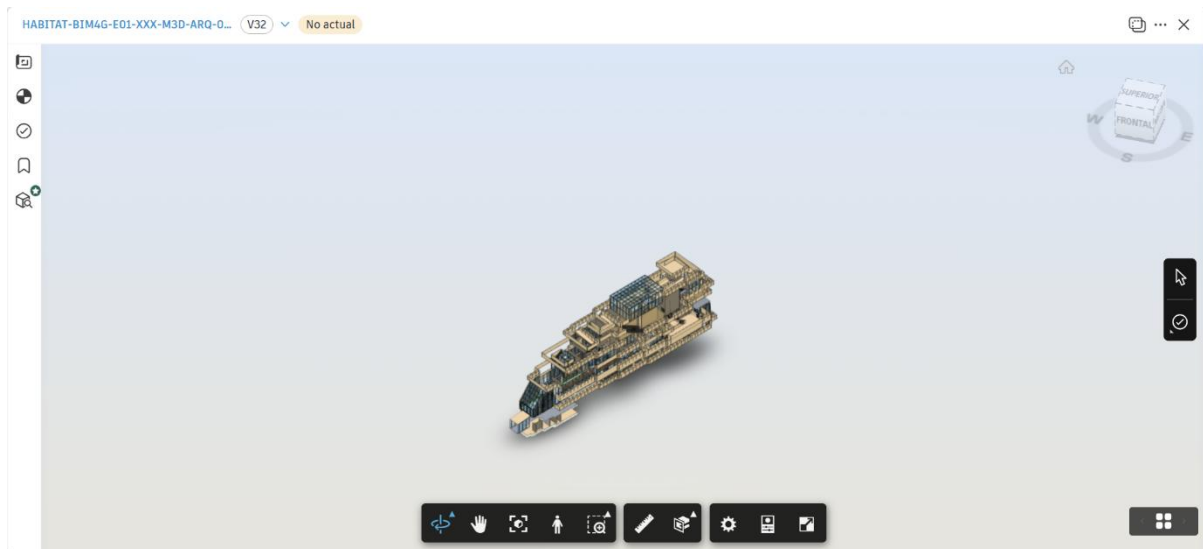 HABITAT-BIM4G-E01-XXX-M3D-ARQ-0... V32 No actual
SUPERIOR
FRONTAL
W
E
S